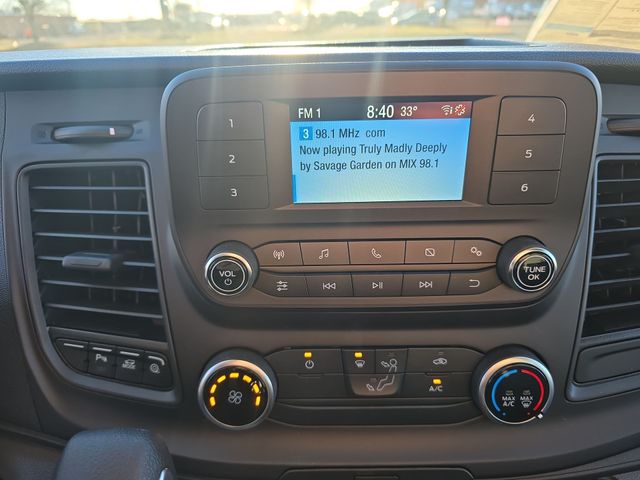 FM 1 8:40 33°
3 98.1 MHz com
Now playing Truly Madly Deeply
by Savage Garden on MIX 98.1
1
2
3
4
5
6
VOL
TUNE
OK
A/C
MAX
A/C
MAX